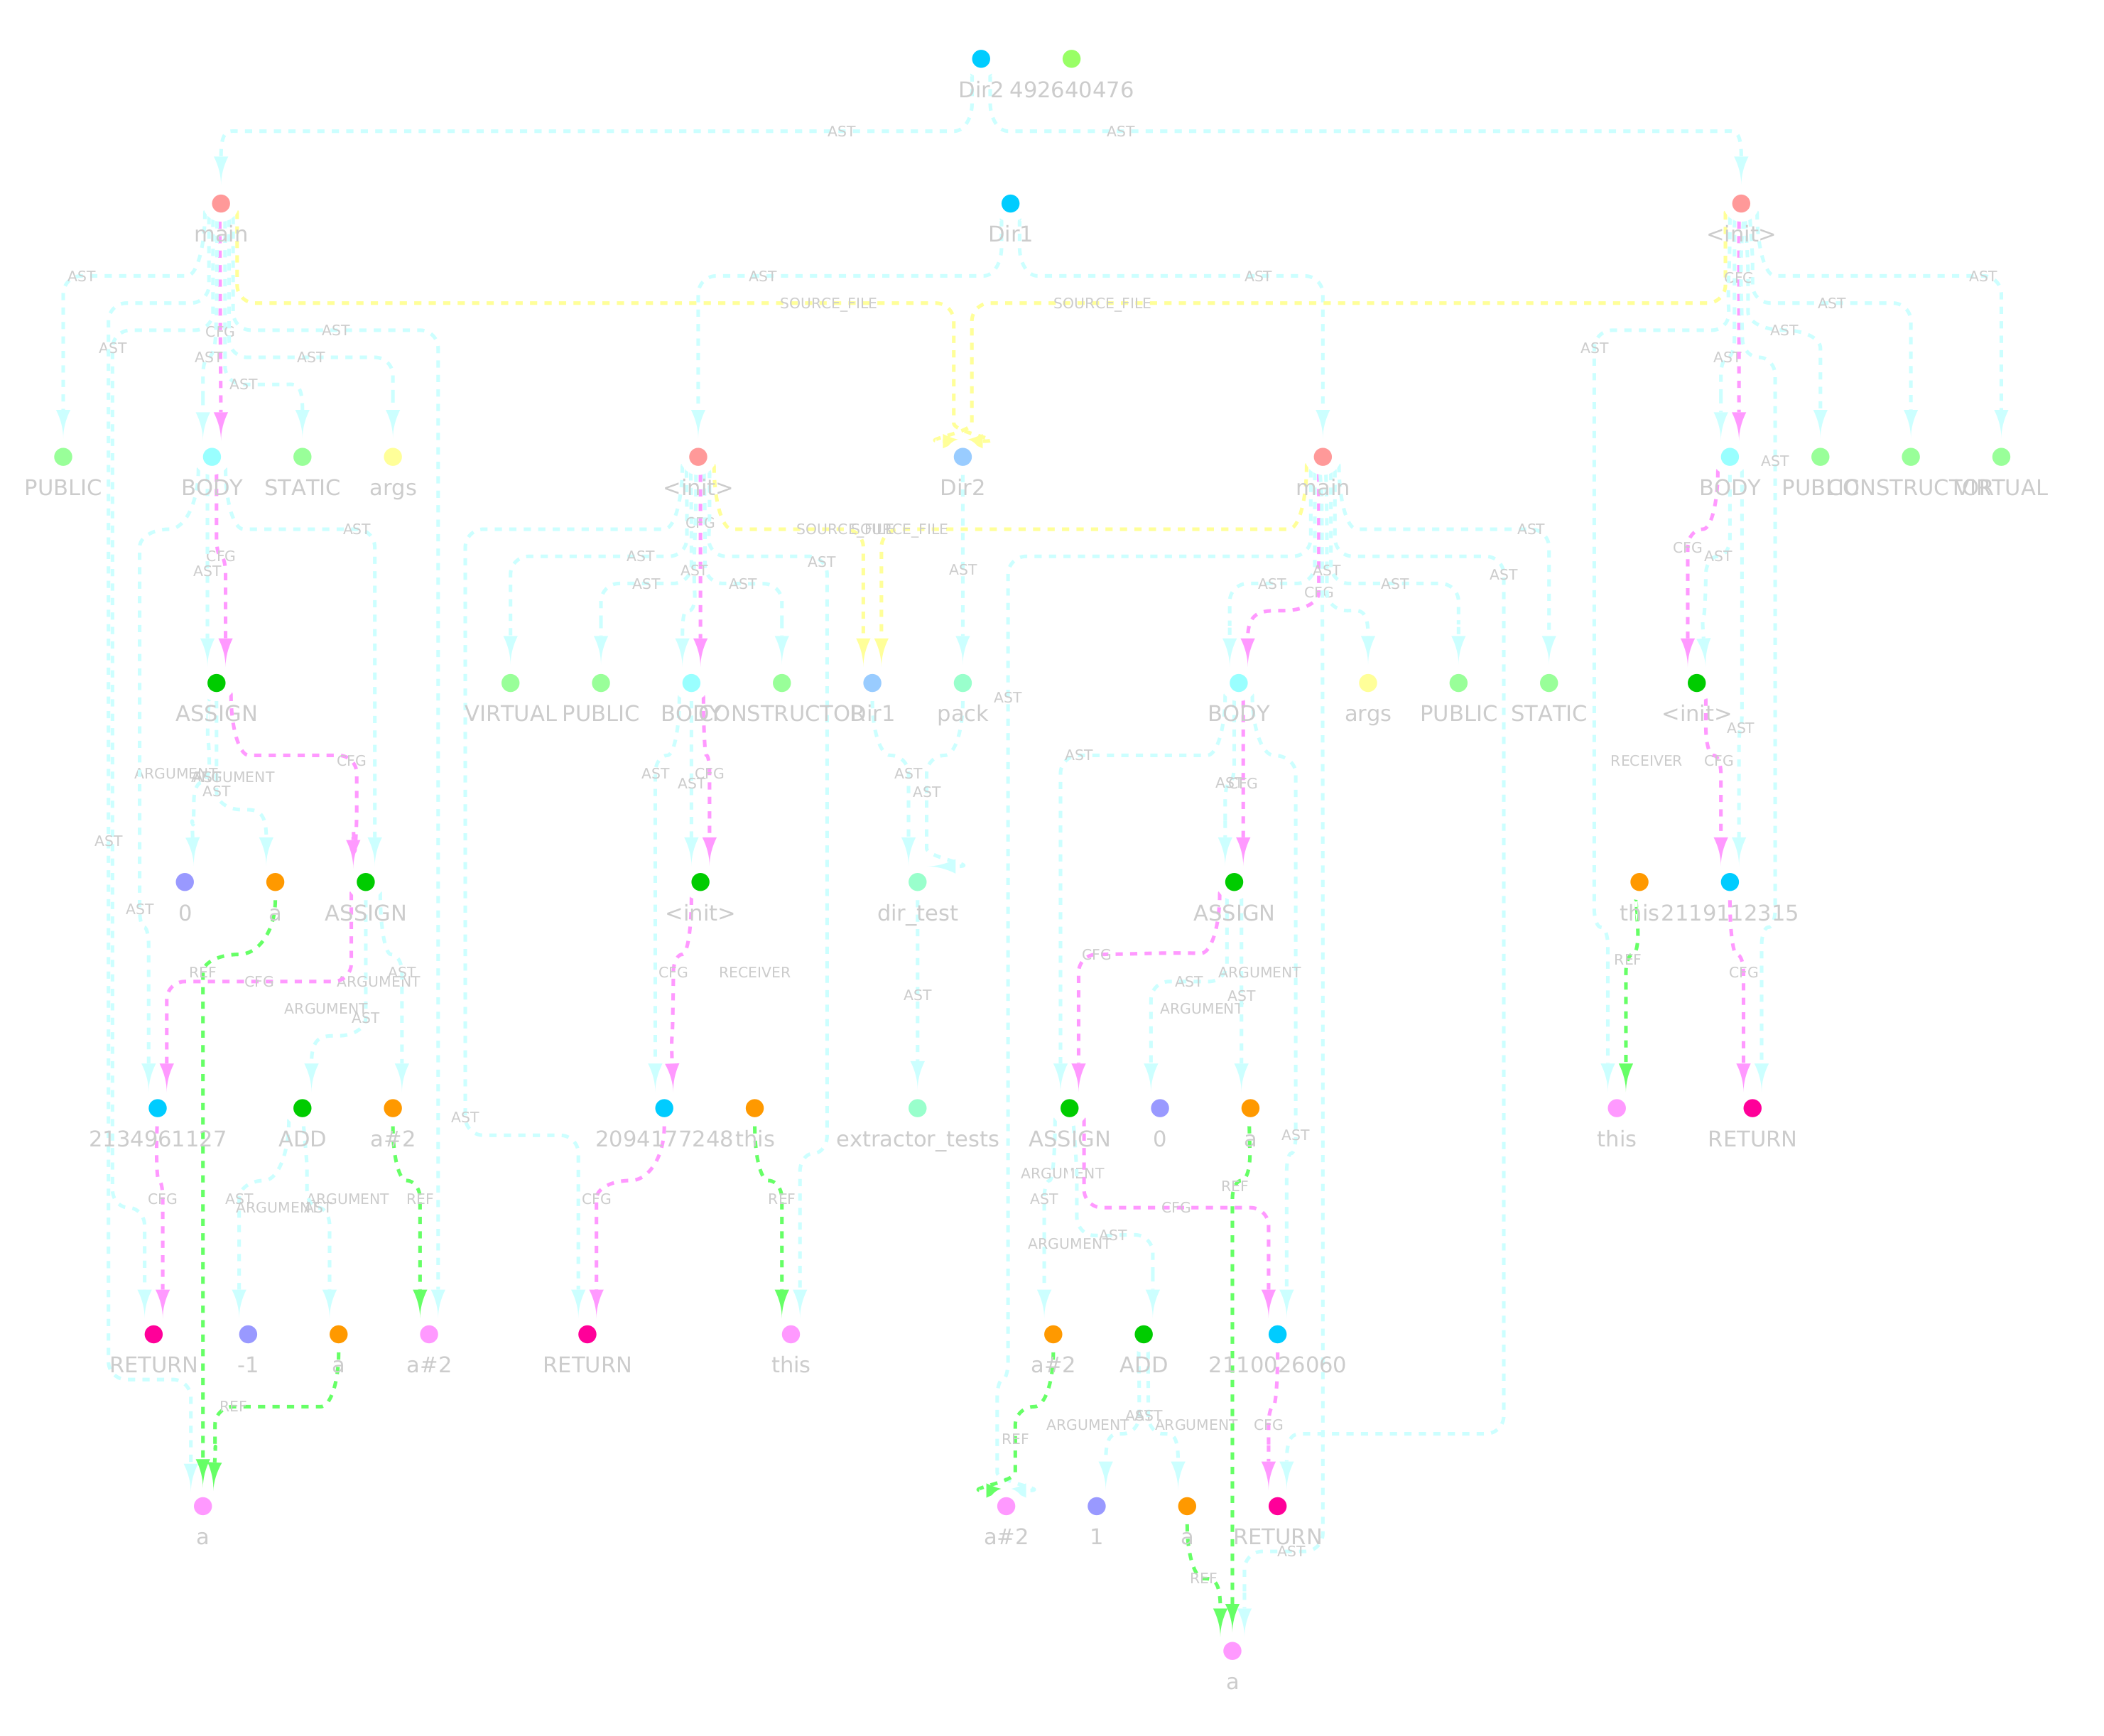 Dir2 492640476
AST AST
main Dir1 <init>
AST AST AST CFG AST
SOURCE_FILE SOURCE_FILE AST
CFG AST AST
AST AST AST
AST AST AST
AST
AST
PUBLIC BODY STATIC args <init> Dir2 main BODY PUBLIC CONSTRUCTOR VIRTUAL
CFG
AST SOURCE_FILE SOURCE_FILE AST
CFG AST AST CFG AST
AST AST AST AST AST
AST AST AST AST
CFG
ASSIGN VIRTUAL PUBLIC BODY CONSTRUCTOR Dir1 pack BODY args PUBLIC STATIC <init>
AST
AST
CFG AST RECEIVER CFG
ARGUMENT AST ARGUMENT AST CFG AST
AST AST AST AST CFG
AST
0 a ASSIGN <init> dir_test ASSIGN this 2119112315
AST
CFG REF
REF AST CFG RECEIVER ARGUMENT CFG
CFG ARGUMENT AST
ARGUMENT AST AST ARGUMENT
AST
2134961127 ADD a#2 2094177248 this extractor_tests ASSIGN 0 a this RETURN
AST AST
ARGUMENT
REF
CFG AST ARGUMENT REF CFG REF AST
ARGUMENT AST CFG
AST
ARGUMENT
RETURN -1 a a#2 RETURN this a#2 ADD 2110026060
REF
AST AST
ARGUMENT ARGUMENT CFG
REF
a a#2 1 a RETURN
AST
REF
a